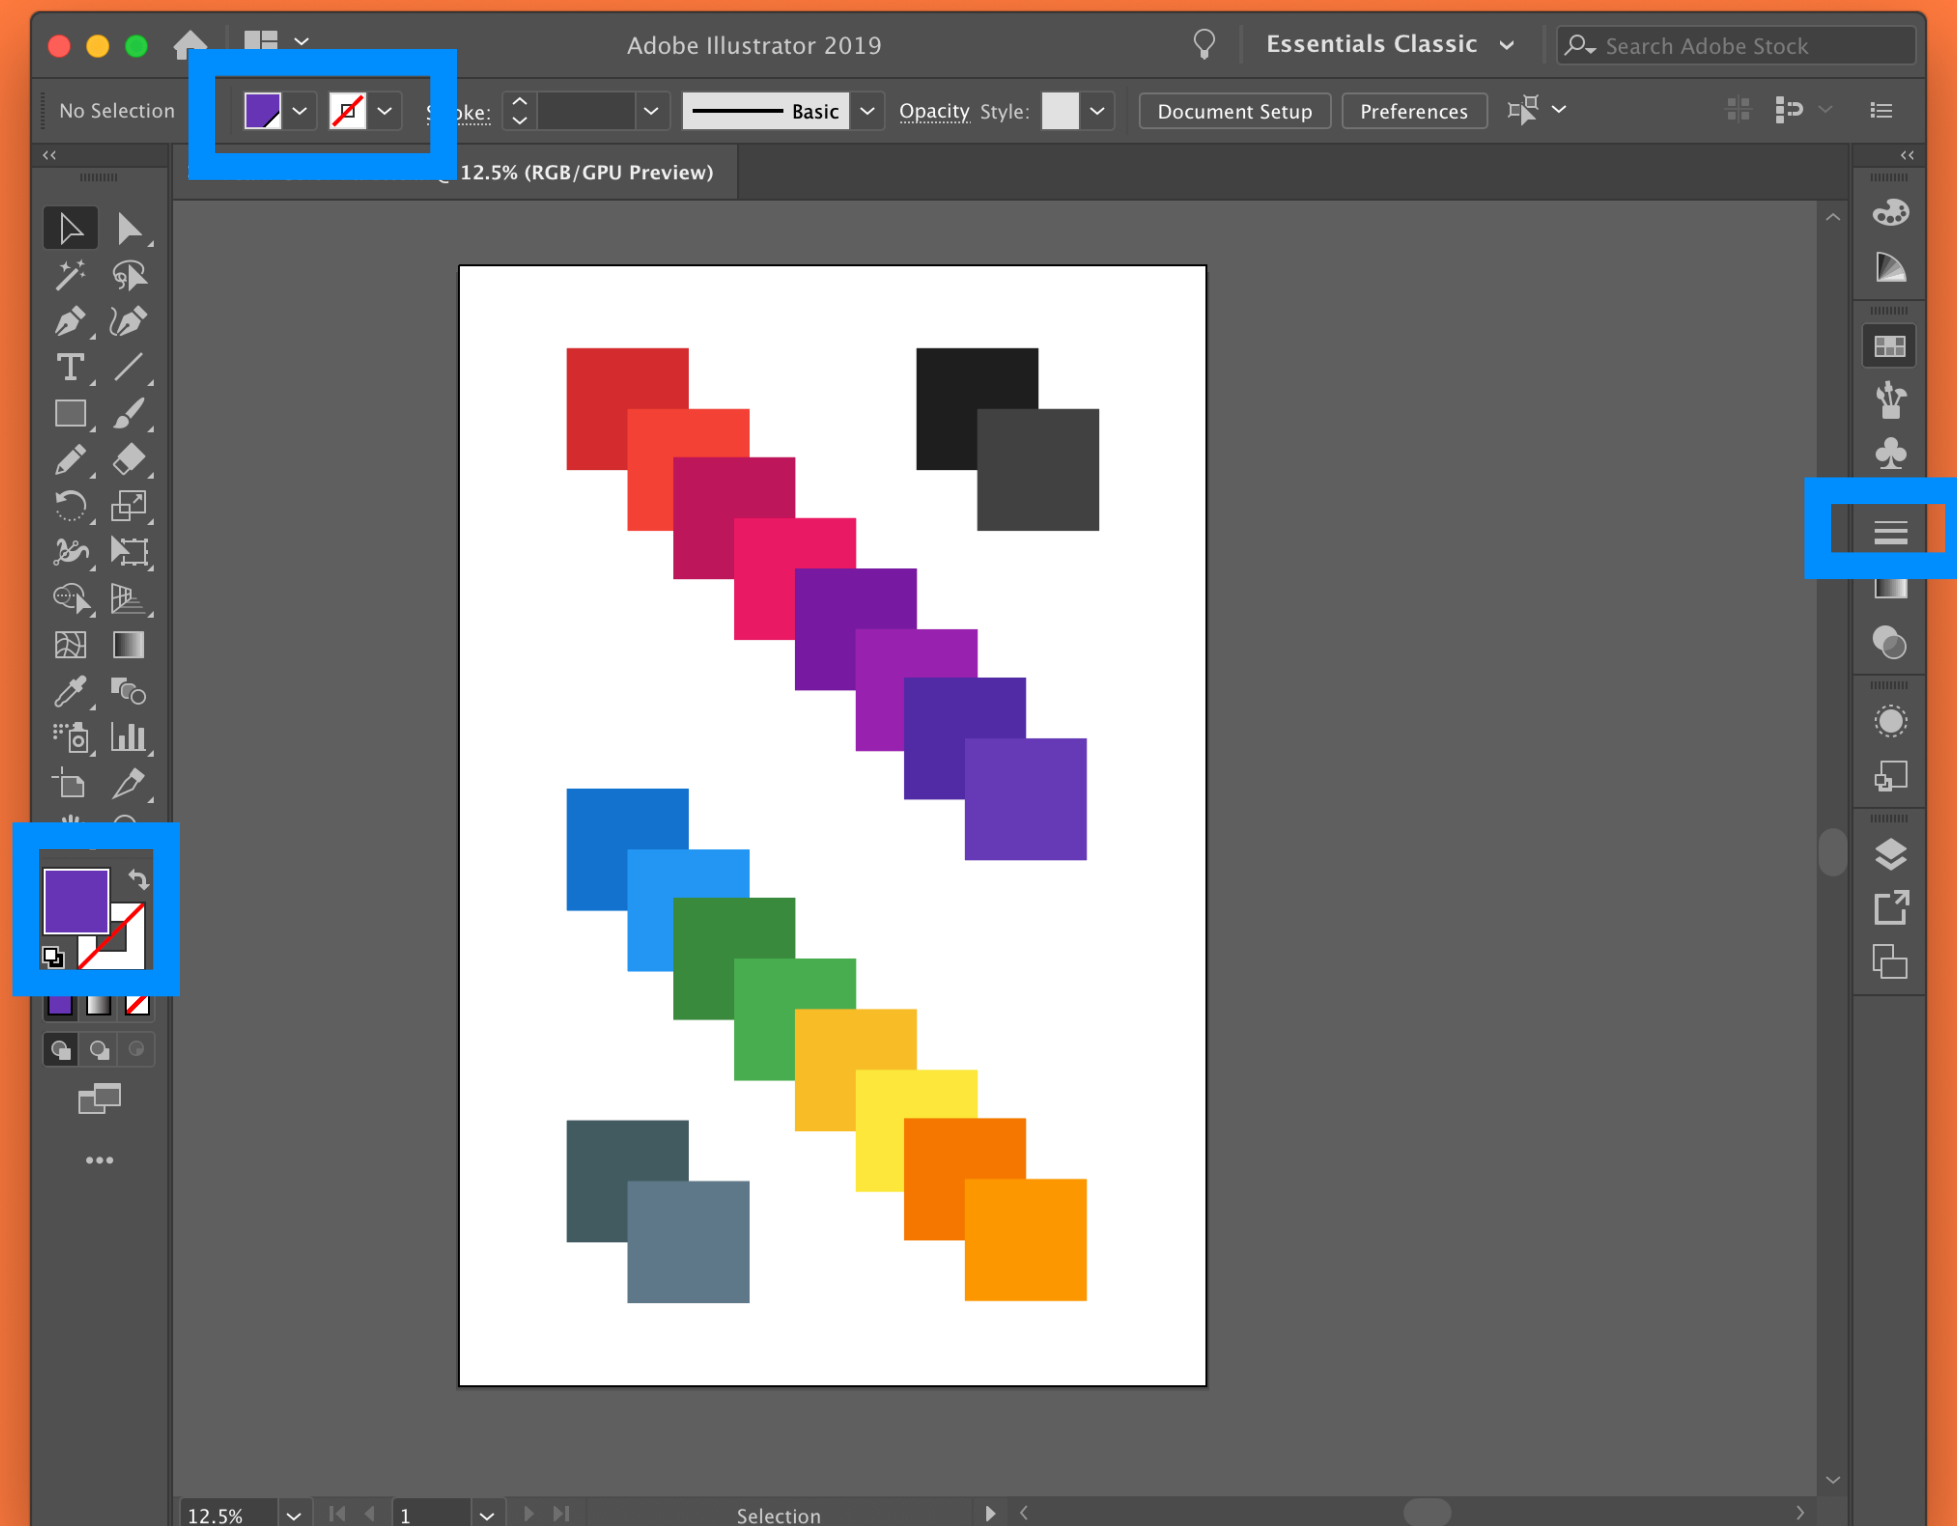 Adobe Illustrator 2019
Essentials Classic
Search Adobe Stock
No Selection
oke:
Basic
Opacity
Style:
Document Setup
Preferences
@ 12.5% (RGB/GPU Preview)
12.5%
1
Selection